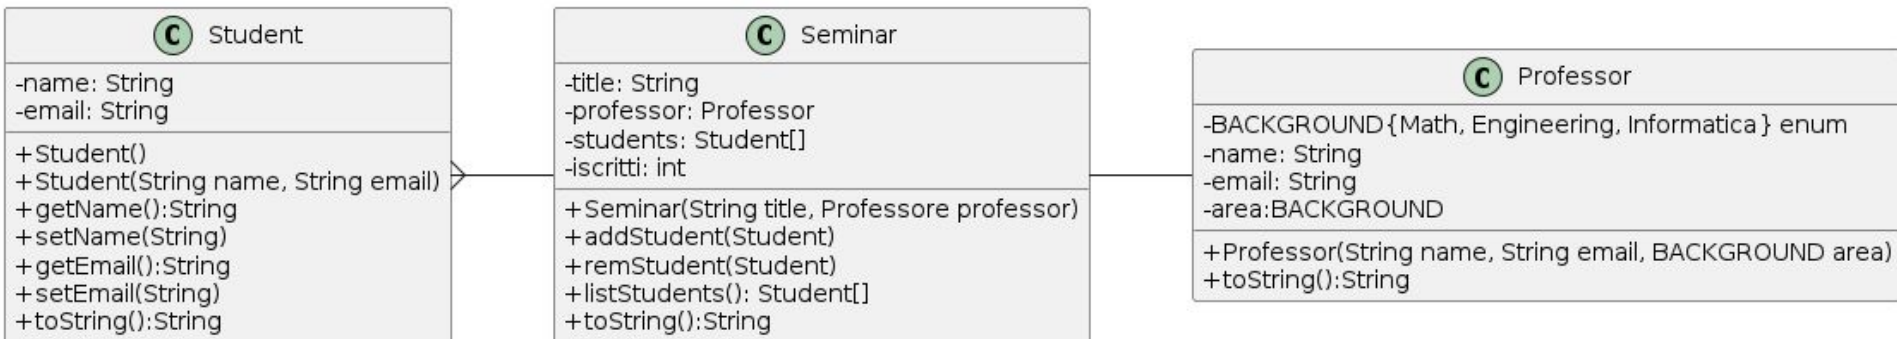 C Student
-name: String
-email: String
+Student()
+Student(String name, String email)
+getName():String
+setName(String)
+getEmail():String
+setEmail(String)
+toString():String
C Seminar
-title: String
-professor: Professor
-students: Student[]
-iscritti: int
+Seminar(String title, Professore professor)
+addStudent(Student)
+remStudent(Student)
+listStudents(): Student[]
+toString():String
C Professor
-BACKGROUND{Math, Engineering, Informatica} enum
-name: String
-email: String
-area:BACKGROUND
+Professor(String name, String email, BACKGROUND area)
+toString():String